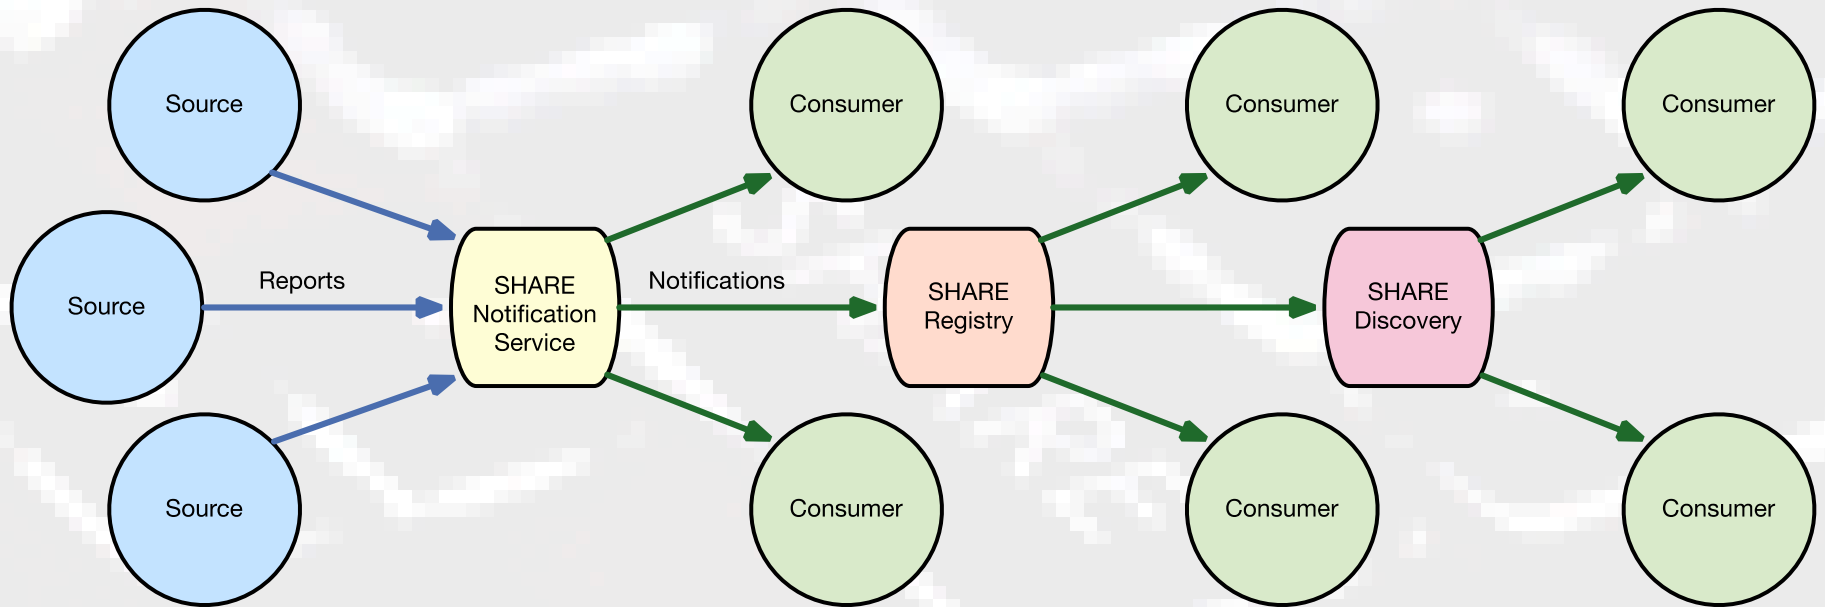 Source
Consumer
Consumer
Consumer
Source
Reports
SHARE
Notification
Service
Notifications
SHARE
Registry
SHARE
Discovery
Source
Consumer
Consumer
Consumer